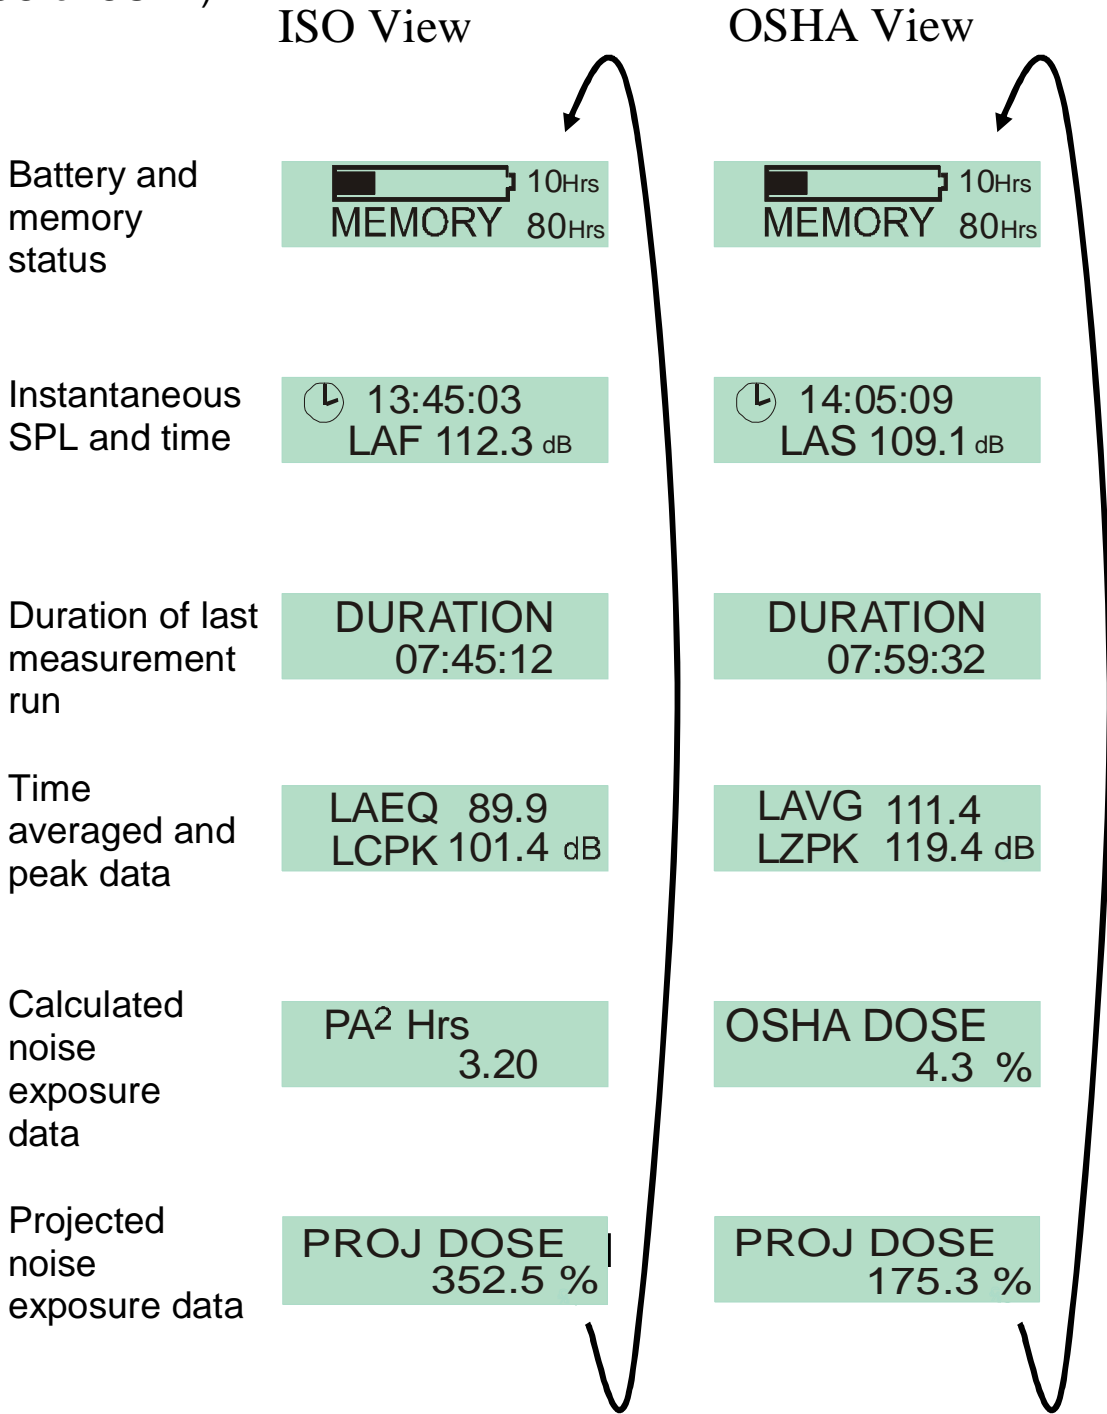 ISO View
OSHA View
Battery and
memory
status
10Hrs
MEMORY 80Hrs
10Hrs
MEMORY 80Hrs
Instantaneous
SPL and time
13:45:03
LAF 112.3 dB
14:05:09
LAS 109.1 dB
Duration of last
measurement
run
DURATION
07:45:12
DURATION
07:59:32
Time
averaged and
peak data
LAEQ 89.9
LCPK 101.4 dB
LAVG 111.4
LZPK 119.4 dB
Calculated
noise
exposure
data
PA² Hrs
3.20
OSHA DOSE
4.3 %
Projected
noise
exposure data
PROJ DOSE
352.5 %
PROJ DOSE
175.3 %